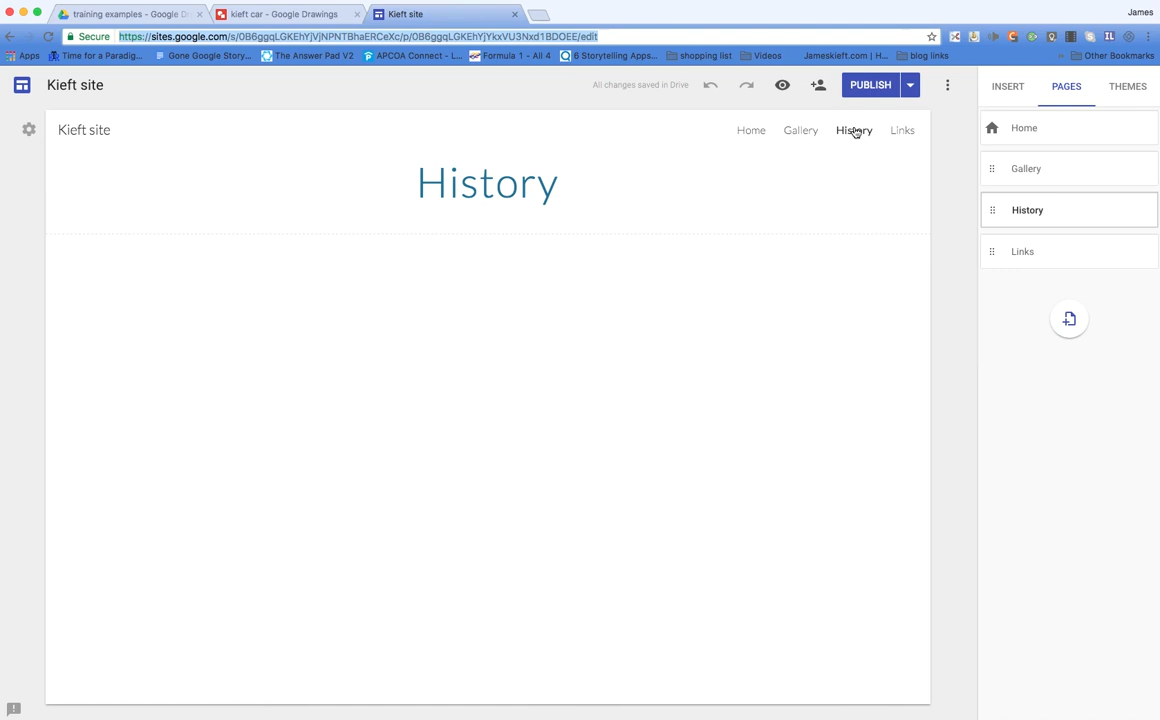 training examples - Google Dr
kieft car - Google Drawings
Kieft site
James
Secure
https://sites.google.com/s/0B6ggqLGKEhYjVjNPNTBhaERCeXc/p/0B6ggqLGKEhYjYkxVU3Nxd1BDOEE/edit
Apps
Time for a Paradig...
Gone Google Story...
The Answer Pad V2
APCOA Connect - L...
Formula 1 - All 4
6 Storytelling Apps...
shopping list
Videos
Jameskieft.com | H...
blog links
Other Bookmarks
Kieft site
All changes saved in Drive
PUBLISH
INSERT
PAGES
THEMES
Kieft site
Home
Gallery
History
Links
History
Home
Gallery
History
Links